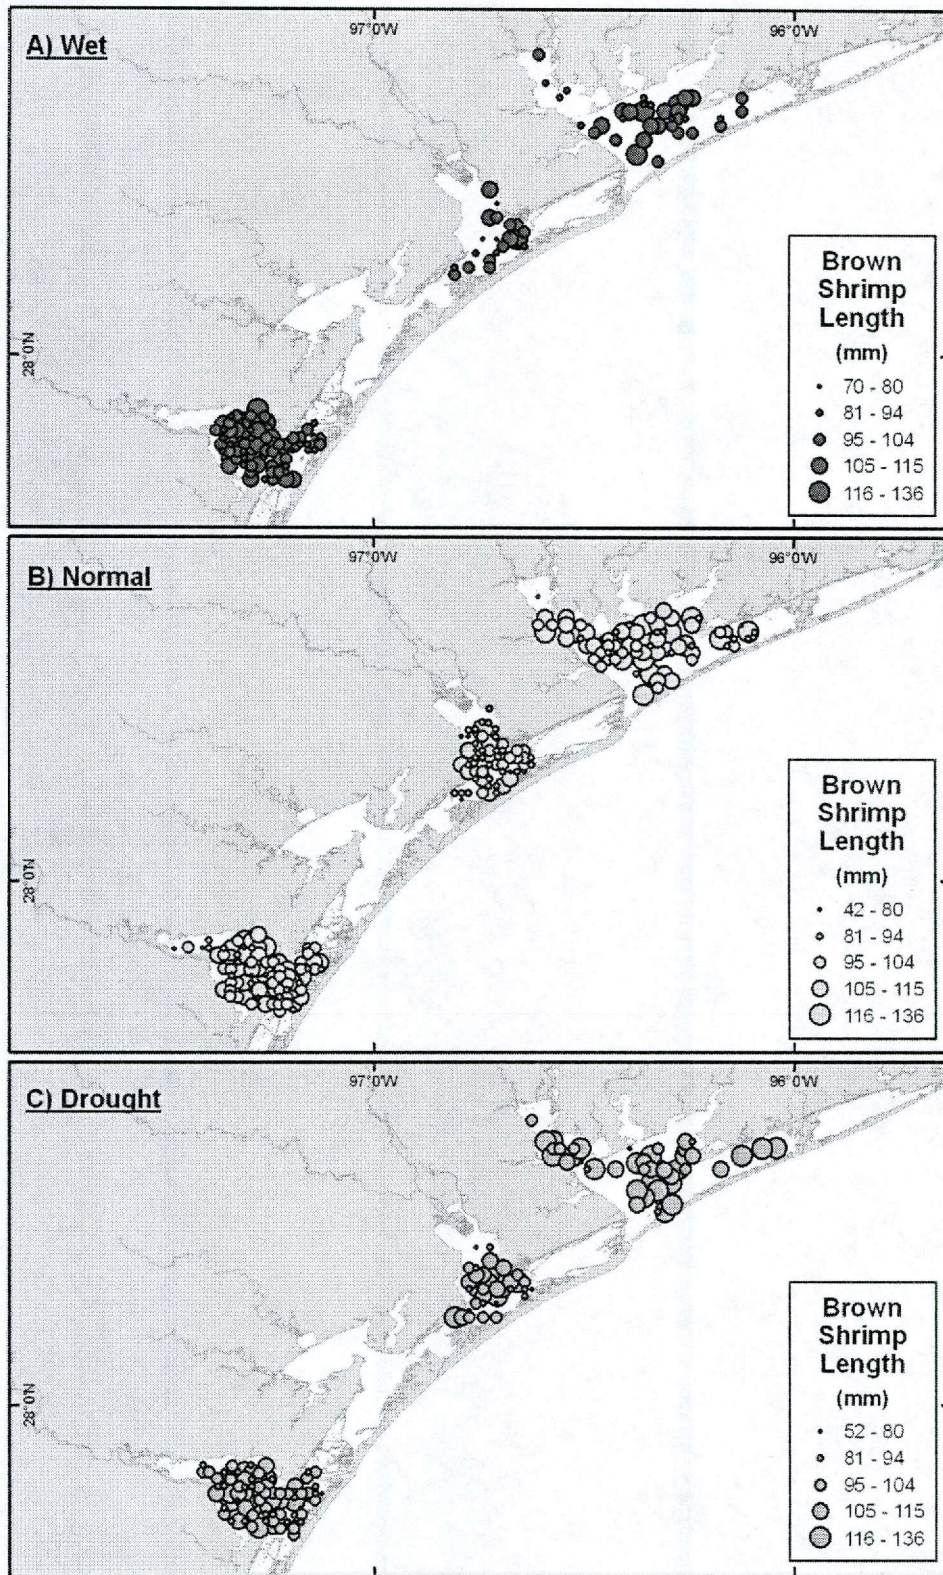 97°0'W
96°0'W
A) Wet
Brown
Shrimp
Length
(mm)
70 - 80
81 - 94
95 - 104
105 - 115
116 - 136
28°0'N
97°0'W
96°0'W
B) Normal
Brown
Shrimp
Length
(mm)
42 - 80
81 - 94
95 - 104
105 - 115
116 - 136
28°0'N
97°0'W
96°0'W
C) Drought
Brown
Shrimp
Length
(mm)
52 - 80
81 - 94
95 - 104
105 - 115
116 - 136
28°0'N